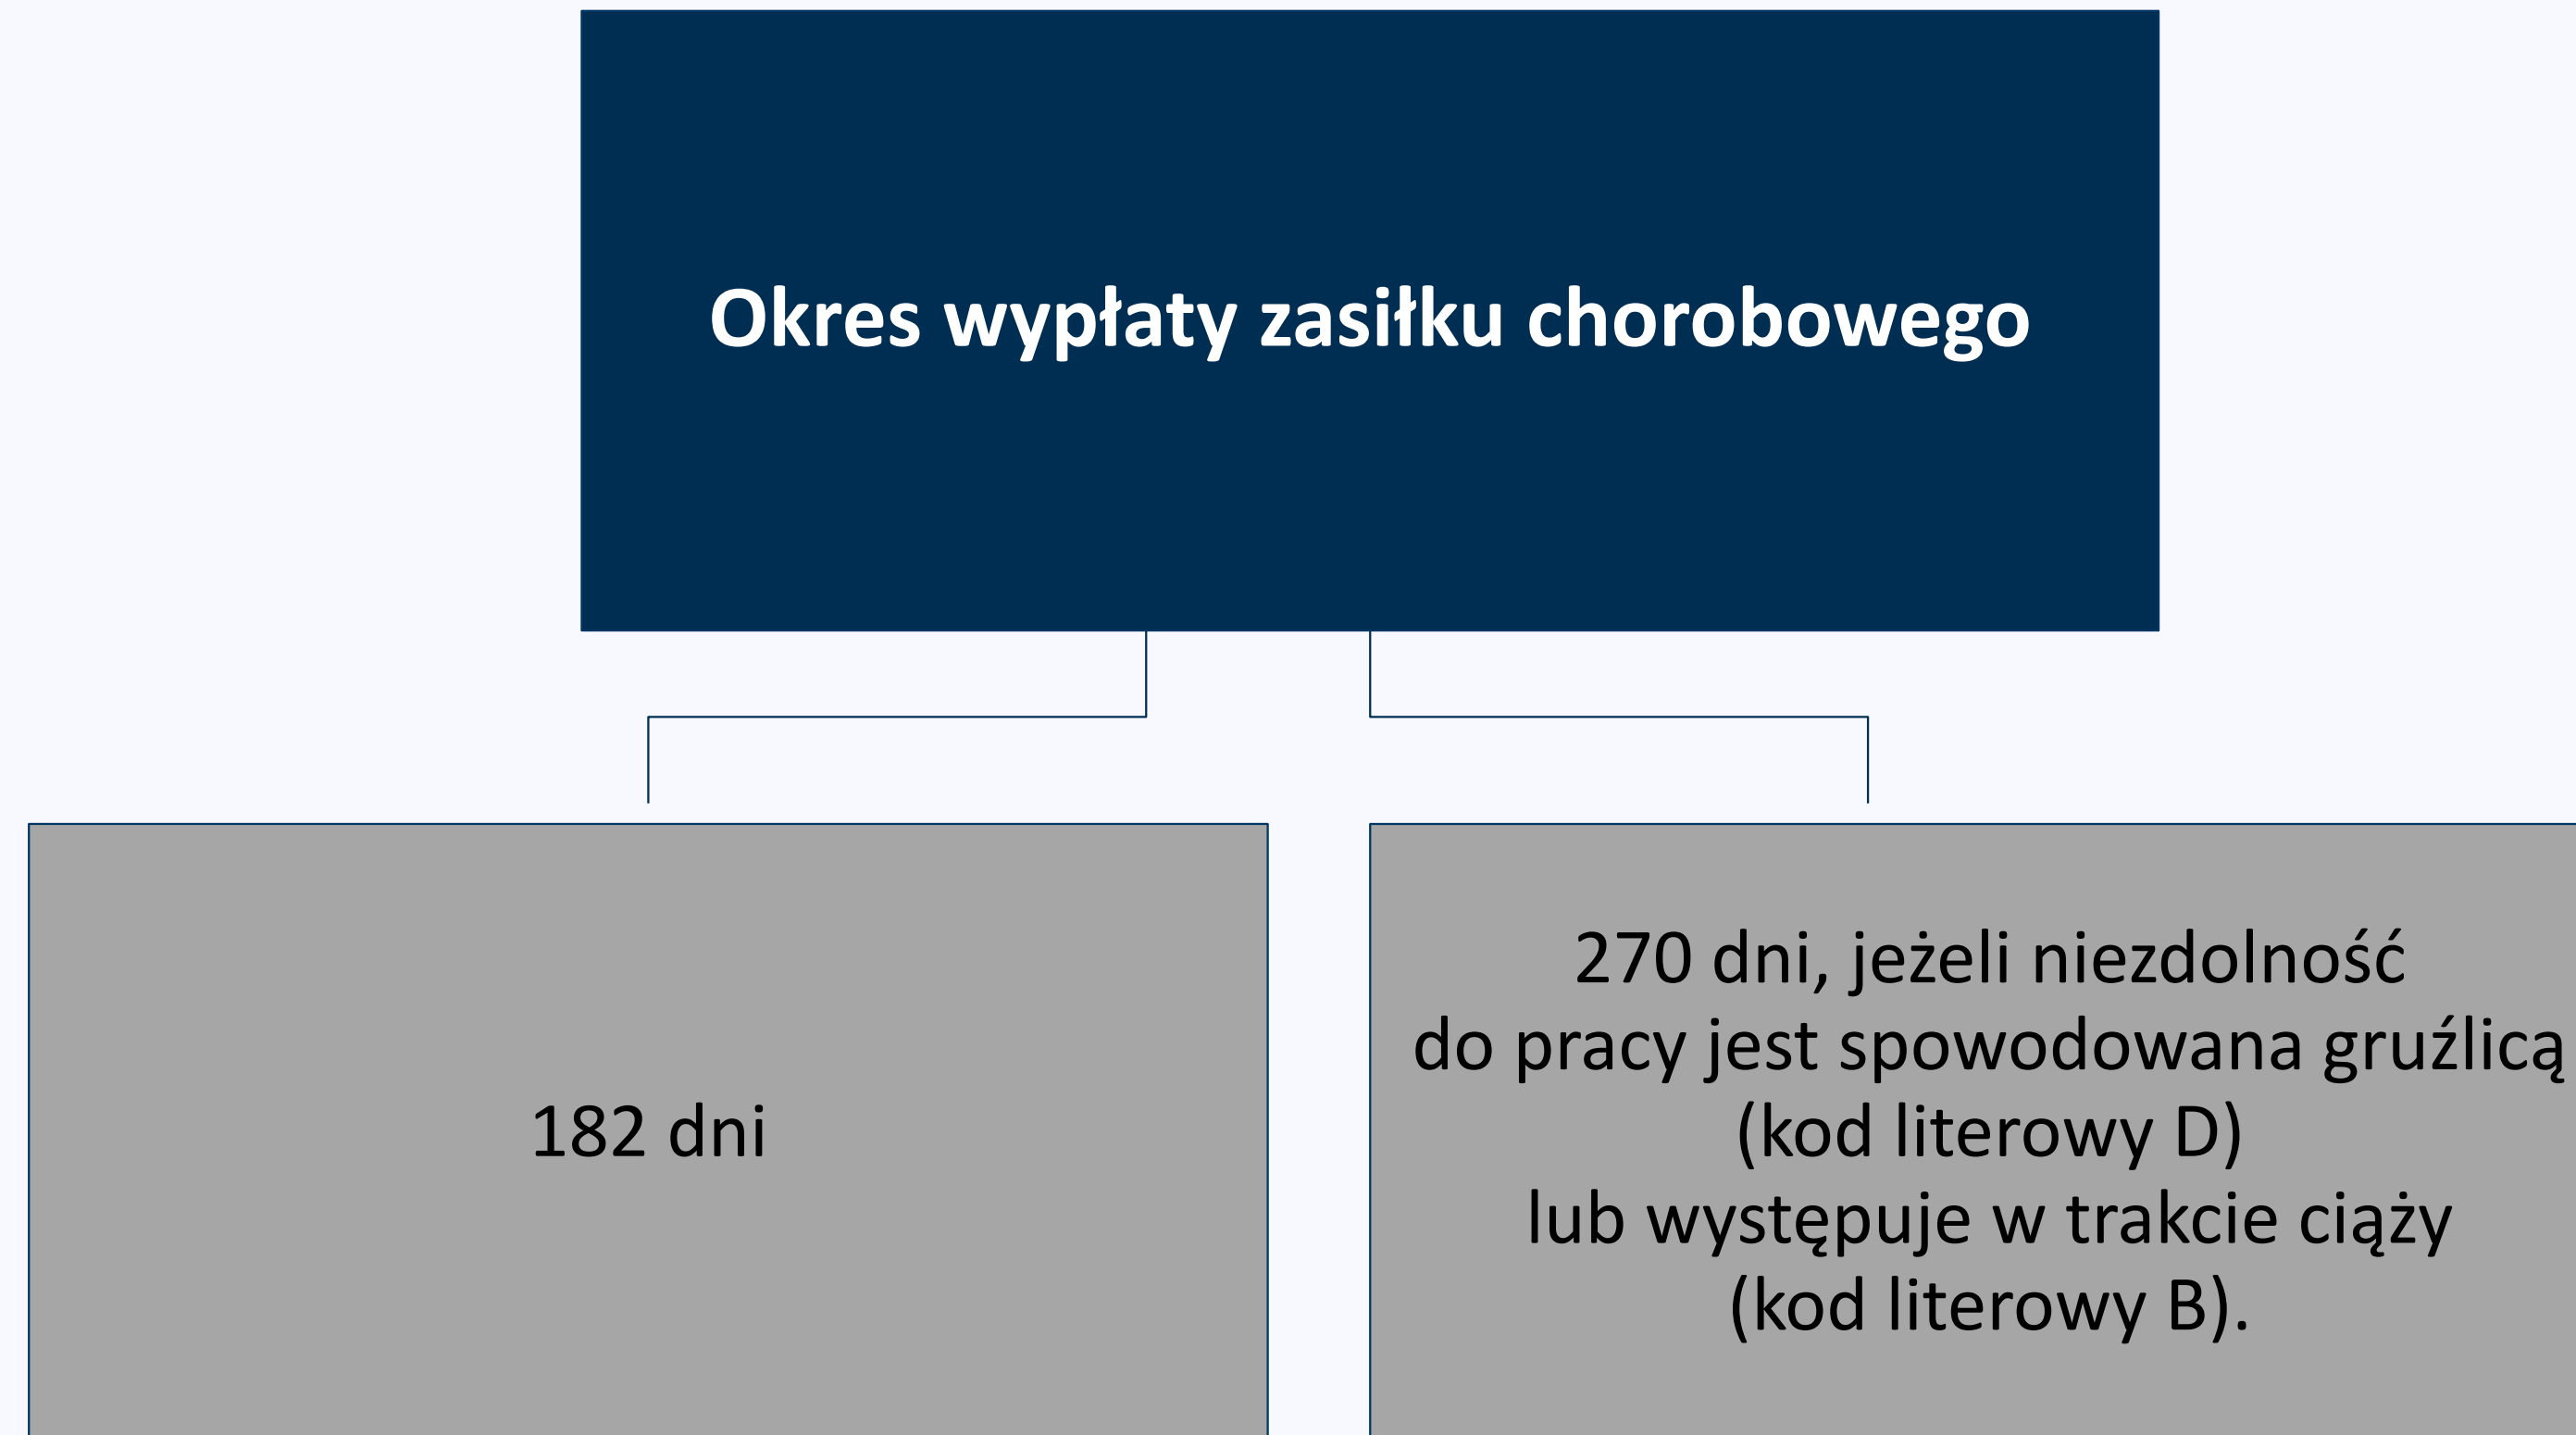 Okres wypłaty zasiłku chorobowego
182 dni
270 dni, jeżeli niezdolność
do pracy jest spowodowana gruźlicą
(kod literowy D)
lub występuje w trakcie ciąży
(kod literowy B).